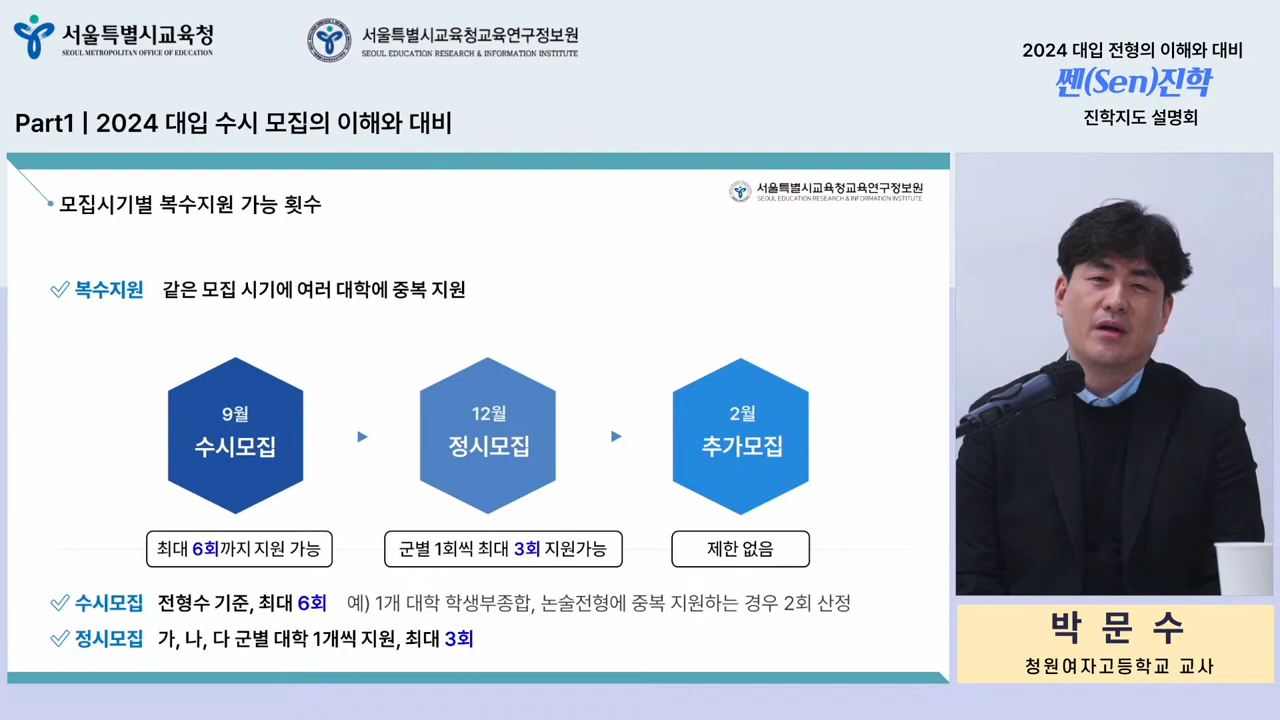 서울특별시교육청
SEOUL METROPOLITAN OFFICE OF EDUCATION
서울특별시교육청교육연구정보원
SEOUL EDUCATION RESEARCH & INFORMATION INSTITUTE
2024 대입 전형의 이해와 대비
쎈(Sen)진학
진학지도 설명회
Part1 | 2024 대입 수시 모집의 이해와 대비
모집시기별 복수지원 가능 횟수
서울특별시교육청교육연구정보원
SEOUL EDUCATION RESEARCH & INFORMATION INSTITUTE
복수지원 같은 모집 시기에 여러 대학에 중복 지원
9월
수시모집
12월
정시모집
2월
추가모집
최대 6회까지 지원 가능
군별 1회씩 최대 3회 지원가능
제한 없음
수시모집 전형수 기준, 최대 6회 예) 1개 대학 학생부종합, 논술전형에 중복 지원하는 경우 2회 산정
정시모집 가, 나, 다 군별 대학 1개씩 지원, 최대 3회
박 문 수
청원여자고등학교 교사